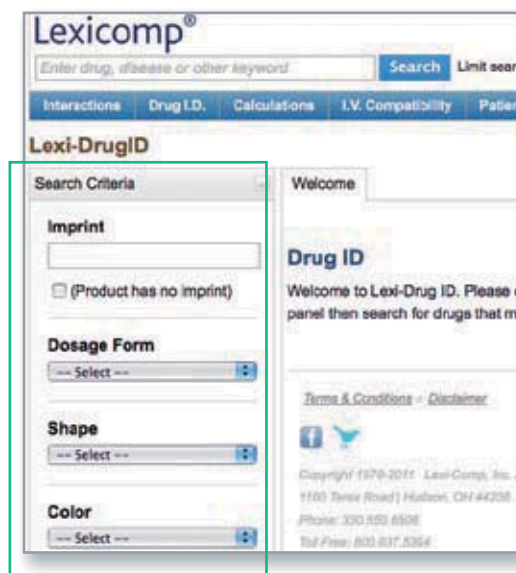 Lexicomp®
Enter drug, disease or other keyword
Search
Limit sear
Interactions
Drug I.D.
Calculations
I.V. Compatibility
Patien
Lexi-DrugID
Search Criteria
Welcome
Imprint
(Product has no imprint)
Drug ID
Welcome to Lexi-Drug ID. Please
panel then search for drugs that m
Dosage Form
-- Select --
Shape
-- Select --
Color
-- Select --
Terms & Conditions - Disclaimer
Copyright 1978-2011 Lexi-Comp, Inc.
1100 Terex Road | Hudson, OH 44236
Phone: 330.650.6506
Toll Free: 800.837.5394